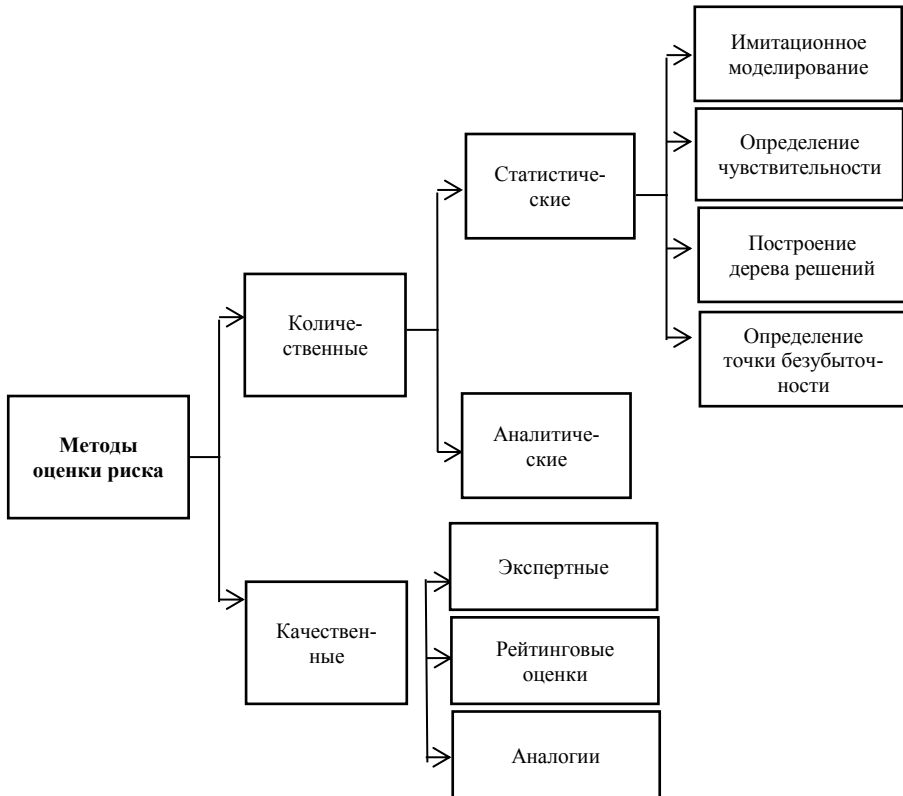 Методы
оценки риска
Количе-
ственные
Качествен-
ные
Статистиче-
ские
Аналитиче-
ские
Экспертные
Рейтинговые
оценки
Аналогии
Имитационное
моделирование
Определение
чувствительности
Построение
дерева решений
Определение
точки безубыточ-
ности